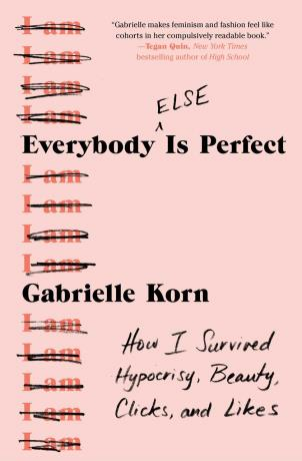 I am
"Gabrielle makes feminism and fashion feel like
cohorts in her compulsively readable book."
—Tegan Quin, New York Times
bestselling author of High School
I am
I am
I am
ELSE
Everybody ^ Is Perfect
I am
I am
I am
I am
Gabrielle Korn
I am
I am
I am
I am
I am
How I Survived
Hypocrisy, Beauty,
Clicks, and Likes